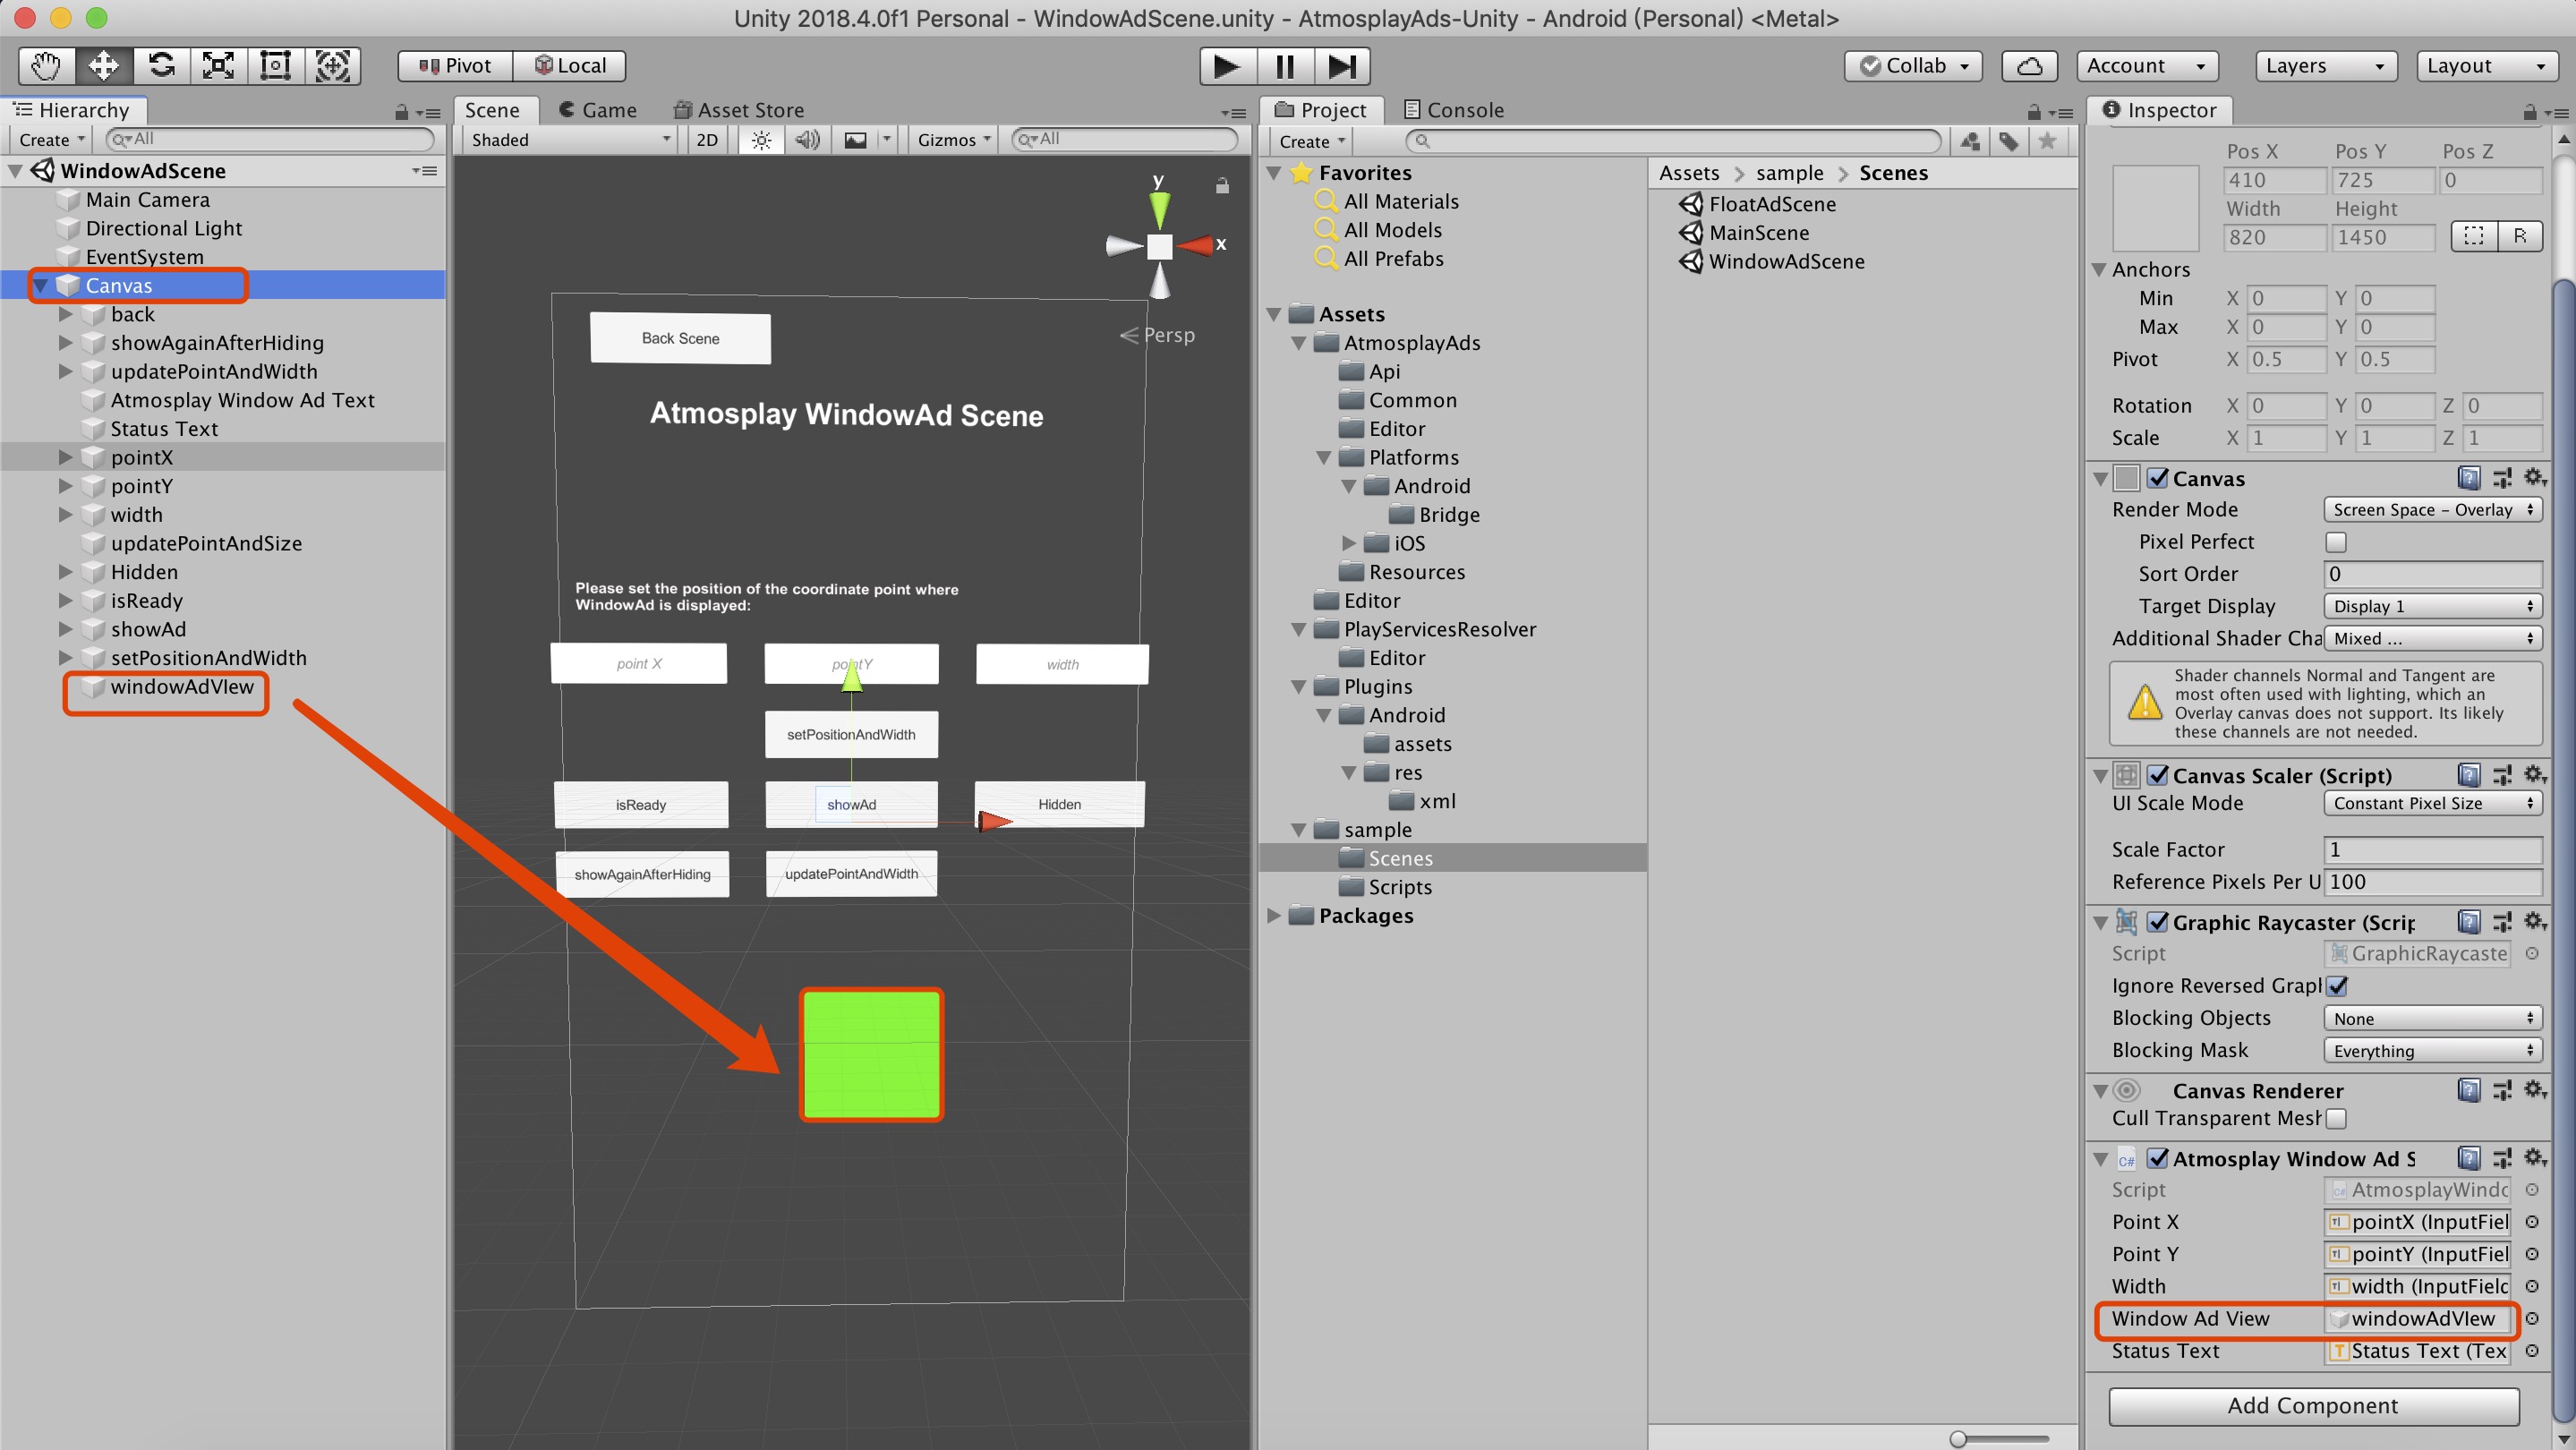 Unity 2018.4.0f1 Personal - WindowAdScene.unity - AtmosplayAds-Unity - Android (Personal) <Metal>
Pivot
Local
Collab
Account
Layers
Layout
Hierarchy
Create
All
WindowAdScene
Main Camera
Directional Light
EventSystem
Canvas
back
showAgainAfterHiding
updatePointAndWidth
Atmosplay Window Ad Text
Status Text
pointX
pointY
width
updatePointAndSize
Hidden
isReady
showAd
setPositionAndWidth
windowAdVIew
Scene
Game
Asset Store
Shaded
2D
Gizmos
All
y
x
Persp
Back Scene
Atmosplay WindowAd Scene
Please set the position of the coordinate point where
WindowAd is displayed:
point X
pointY
width
setPositionAndWidth
isReady
showAd
Hidden
showAgainAfterHiding
updatePointAndWidth
Project
Console
Create
Favorites
All Materials
All Models
All Prefabs
Assets
AtmosplayAds
Api
Common
Editor
Platforms
Android
Bridge
iOS
Resources
Editor
PlayServicesResolver
Editor
Plugins
Android
assets
res
xml
sample
Scenes
Scripts
Packages
Assets > sample > Scenes
FloatAdScene
MainScene
WindowAdScene
Inspector
Pos X Pos Y Pos Z
410 725 0
Width Height
820 1450
R
Anchors
Min X 0 Y 0
Max X 0 Y 0
Pivot X 0.5 Y 0.5
Rotation X 0 Y 0 Z 0
Scale X 1 Y 1 Z 1
Canvas
Render Mode Screen Space - Overlay
Pixel Perfect
Sort Order 0
Target Display Display 1
Additional Shader Cha Mixed ...
Shader channels Normal and Tangent are
most often used with lighting, which an
Overlay canvas does not support. Its likely
these channels are not needed.
Canvas Scaler (Script)
UI Scale Mode Constant Pixel Size
Scale Factor 1
Reference Pixels Per U 100
Graphic Raycaster (Scrip
Script GraphicRaycaste
Ignore Reversed Grapl
Blocking Objects None
Blocking Mask Everything
Canvas Renderer
Cull Transparent Mesh
C# Atmosplay Window Ad S
Script AtmosplayWindo
Point X pointX (InputFiel
Point Y pointY (InputFiel
Width width (InputField
Window Ad View windowAdVIew
Status Text Status Text (Tex
Add Component